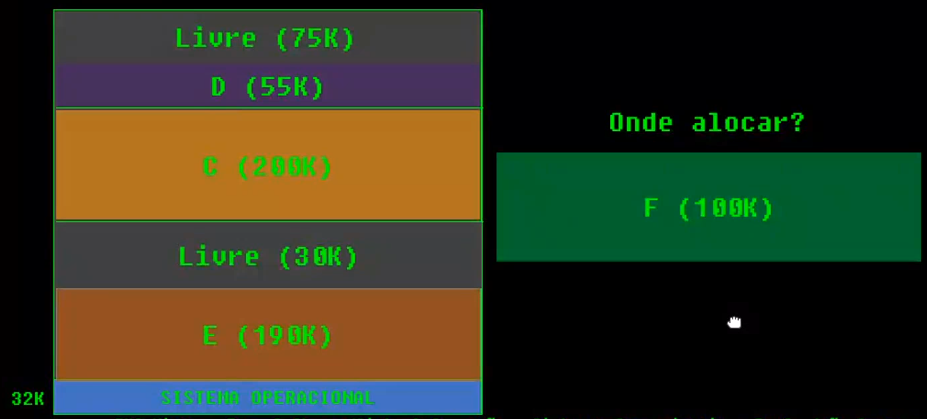 Livre (75K)
D (55K)
C (200K)
Livre (30K)
E (190K)
32K SISTEMA OPERACIONAL
Onde alocar?
F (100K)